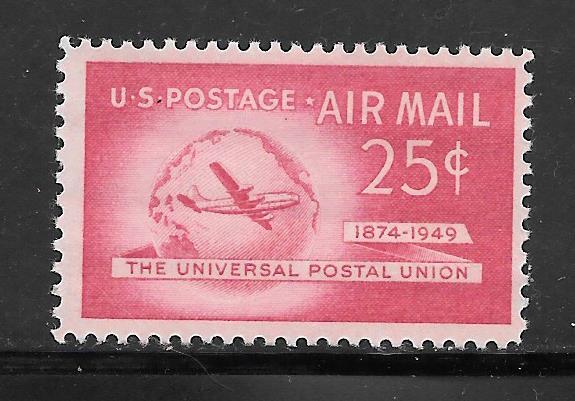 U·S·POSTAGE ★ AIR MAIL
25¢
1874-1949
THE UNIVERSAL POSTAL UNION